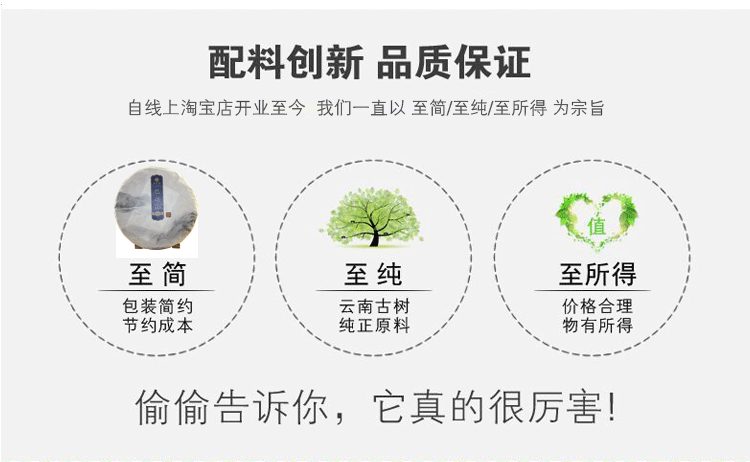 配料创新 品质保证
自线上淘宝店开业至今 我们一直以 至简/至纯/至所得 为宗旨
值
至 简
包装简约
节约成本
至 纯
云南古树
纯正原料
至所得
价格合理
物有所得
偷偷告诉你，它真的很厉害!